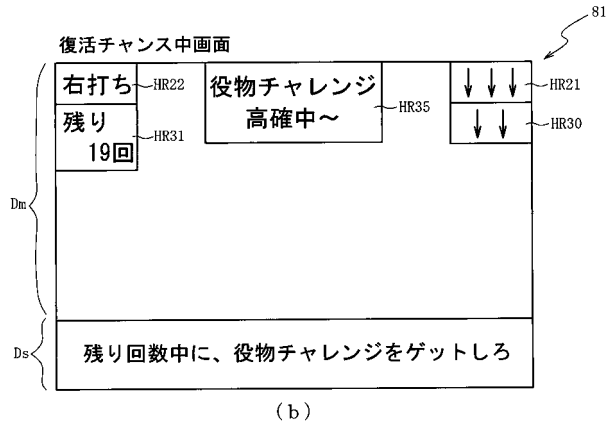 81
復活チャンス中画面
右打ち
HR22
役物チャレンジ
高確中～
HR35
HR21
残り
19回
HR31
HR30
Dm
Ds
残り回数中に、役物チャレンジをゲットしろ
(b)